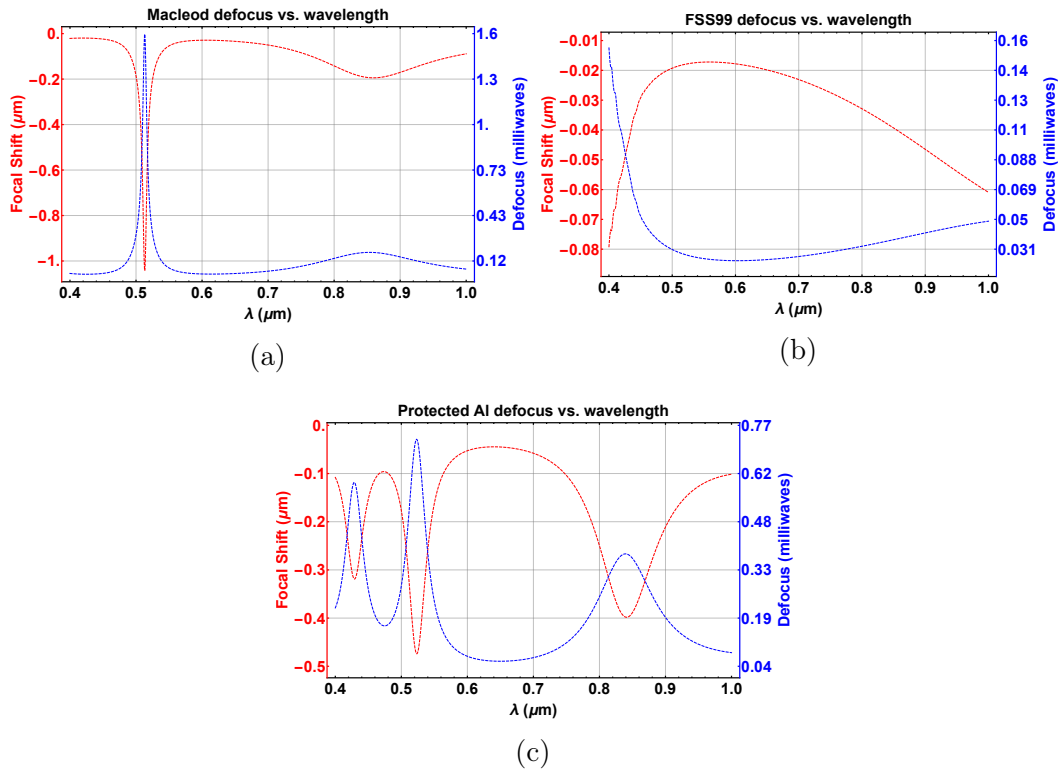 Macleod defocus vs. wavelength
0.
−0.2
−0.4
−0.6
−0.8
−1.
Focal Shift (µm)
1.6
1.3
1.
0.73
0.43
0.12
Defocus (milliwaves)
0.4 0.5 0.6 0.7 0.8 0.9 1.0
λ (µm)
(a)
FSS99 defocus vs. wavelength
−0.01
−0.02
−0.03
−0.04
−0.05
−0.06
−0.07
−0.08
Focal Shift (µm)
0.16
0.15
0.13
0.11
0.088
0.069
0.05
0.031
Defocus (milliwaves)
0.4 0.5 0.6 0.7 0.8 0.9 1.0
λ (µm)
(b)
Protected Al defocus vs. wavelength
0.
−0.1
−0.2
−0.3
−0.4
−0.5
Focal Shift (µm)
0.77
0.62
0.48
0.33
0.19
0.04
Defocus (milliwaves)
0.4 0.5 0.6 0.7 0.8 0.9 1.0
λ (µm)
(c)